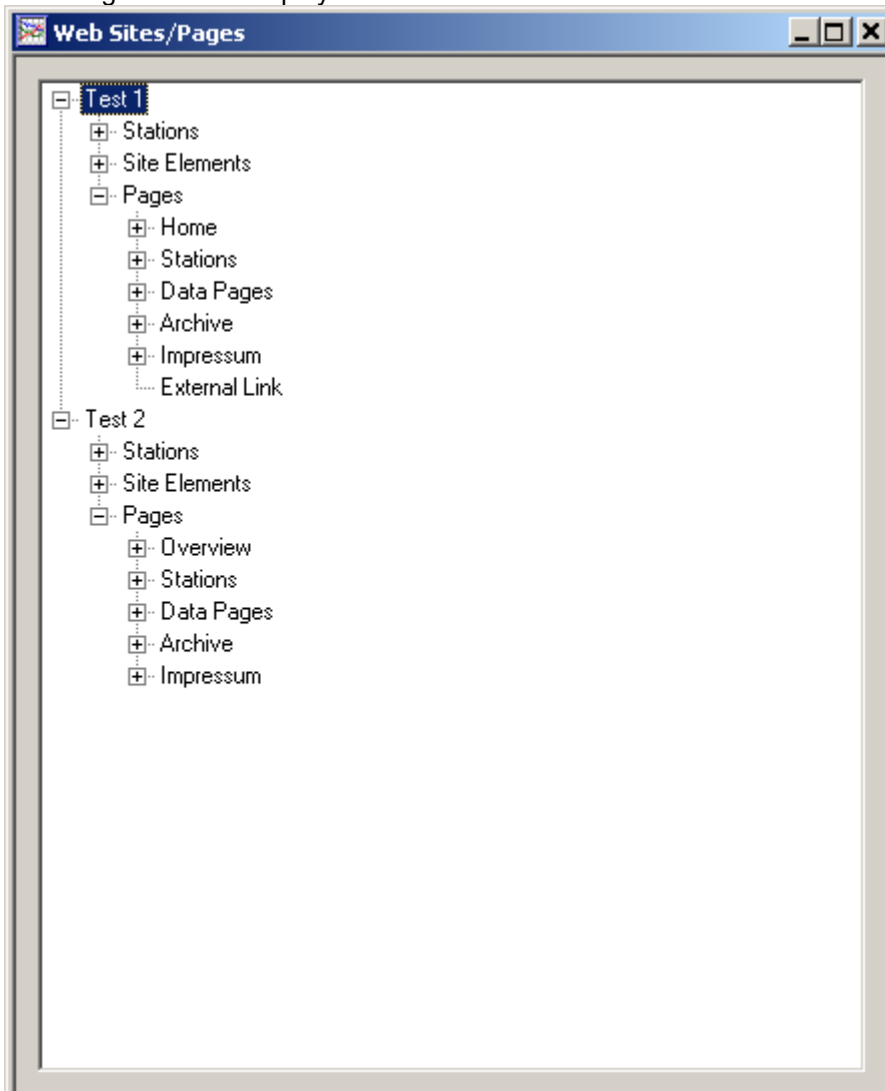 Web Sites/Pages
Test 1
Stations
Site Elements
Pages
Home
Stations
Data Pages
Archive
Impressum
External Link
Test 2
Stations
Site Elements
Pages
Overview
Stations
Data Pages
Archive
Impressum